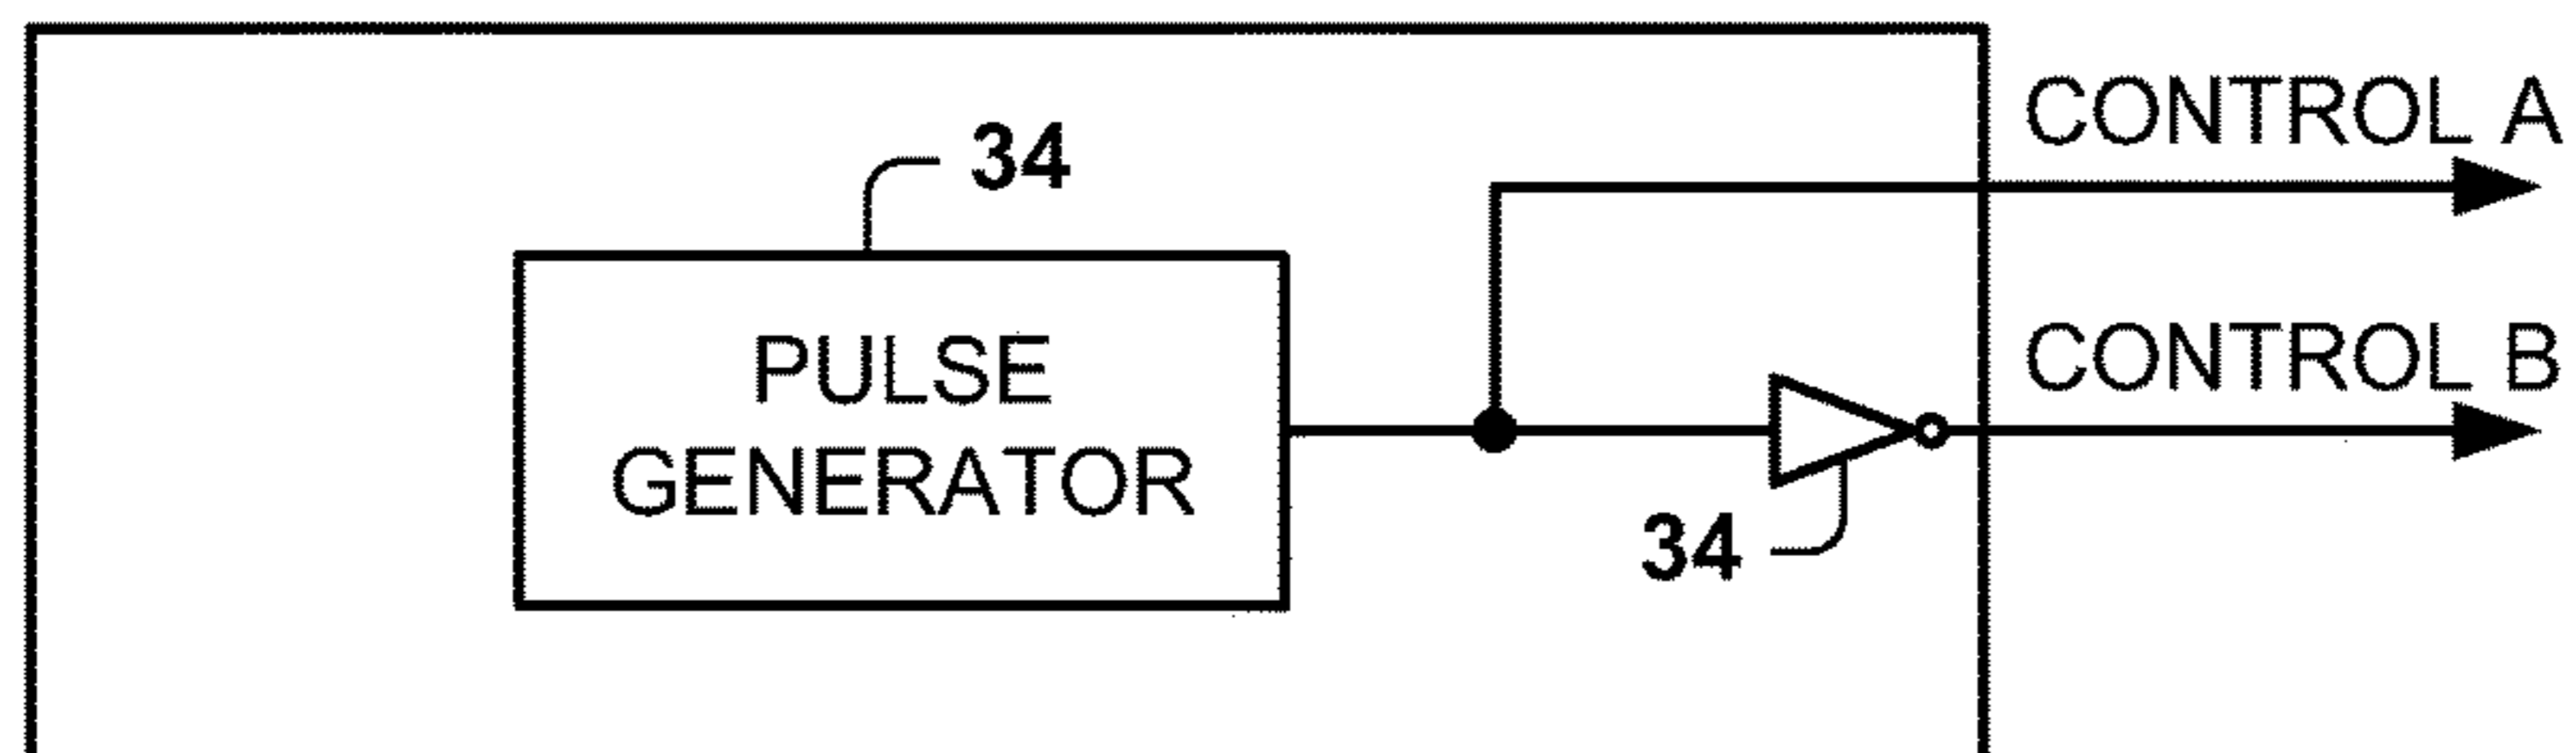 CONTROL A
34
PULSE
GENERATOR
CONTROL B
34